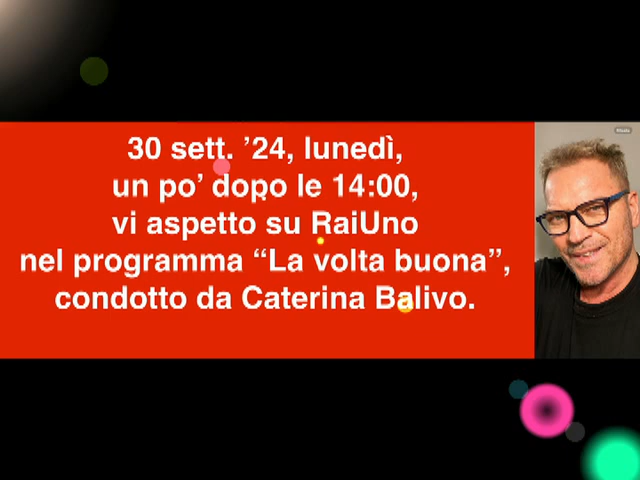 30 sett. ’24, lunedì,
un po’ dopo le 14:00,
vi aspetto su RaiUno
nel programma “La volta buona”,
condotto da Caterina Balivo.